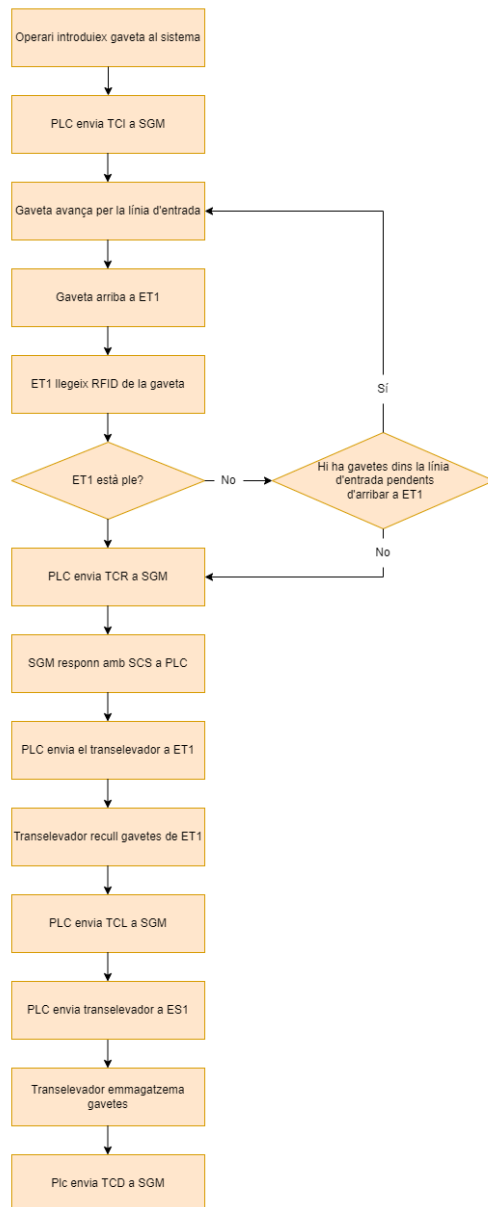 Operari introduiex gaveta al sistema
PLC envia TCI a SGM
Gaveta avança per la línia d'entrada
Gaveta arriba a ET1
ET1 llegeix RFID de la gaveta
Sí
ET1 està ple?
No
Hi ha gavetes dins la línia
d'entrada pendents
d'arribar a ET1
No
PLC envia TCR a SGM
SGM responn amb SCS a PLC
PLC envia el transelevador a ET1
Transelevador recull gavetes de ET1
PLC envia TCL a SGM
PLC envia transelevador a ES1
Transelevador emmagatzema
gavetes
Plc envia TCD a SGM